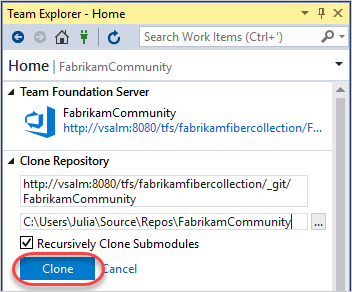 Team Explorer - Home
Search Work Items (Ctrl+')
Home | FabrikamCommunity
Team Foundation Server
FabrikamCommunity
http://vsalm:8080/tfs/fabrikamfibercollection/F...
Clone Repository
http://vsalm:8080/tfs/fabrikamfibercollection/_git/
FabrikamCommunity
C:\Users\Julia\Source\Repos\FabrikamCommunity
...
Recursively Clone Submodules
Clone Cancel